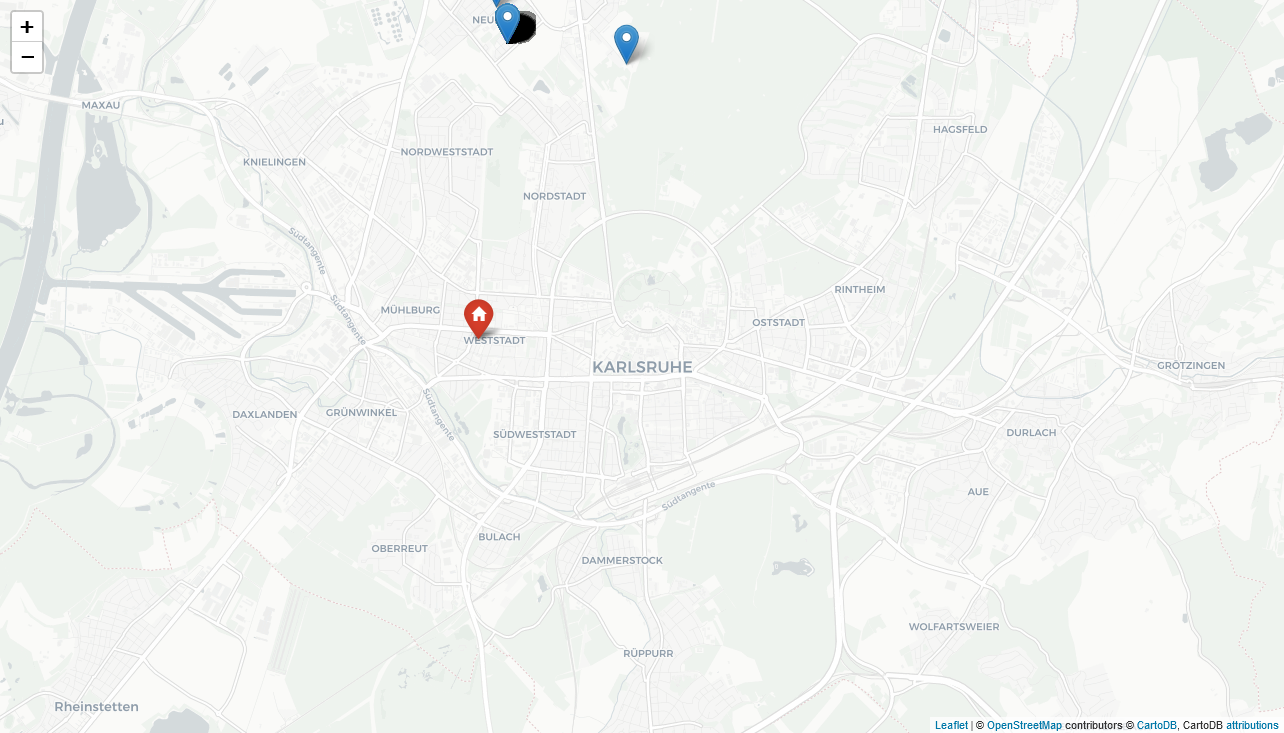 +
−
NEU
MAXAU
HAGSFELD
NORDWESTSTADT
KNIELINGEN
NORDSTADT
Südtangente
RINTHEIM
Südtangente
MÜHLBURG
OSTSTADT
WESTSTADT
KARLSRUHE
GRÖTZINGEN
Südtangente
DAXLANDEN
GRÜNWINKEL
SÜDWESTSTADT
DURLACH
AUE
Südtangente
BULACH
OBERREUT
DAMMERSTOCK
WOLFARTSWEIER
RÜPPURR
Rheinstetten
Leaflet | © OpenStreetMap contributors © CartoDB, CartoDB attributions